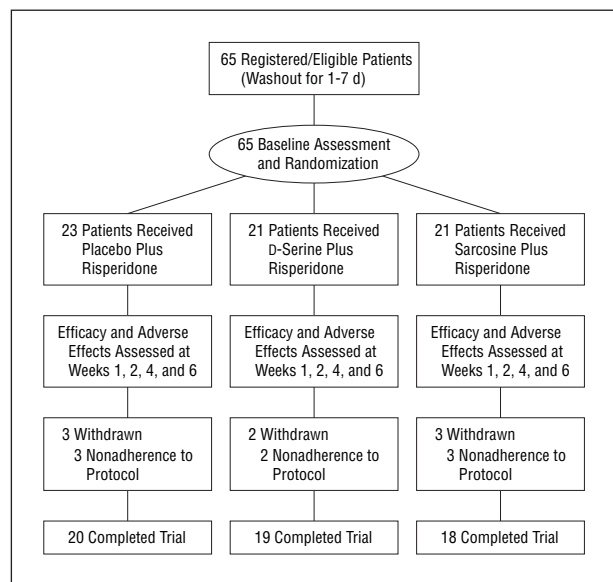 65 Registered/Eligible Patients
(Washout for 1-7 d)
65 Baseline Assessment
and Randomization
23 Patients Received
Placebo Plus
Risperidone
21 Patients Received
D-Serine Plus
Risperidone
21 Patients Received
Sarcosine Plus
Risperidone
Efficacy and Adverse
Effects Assessed at
Weeks 1, 2, 4, and 6
Efficacy and Adverse
Effects Assessed at
Weeks 1, 2, 4, and 6
Efficacy and Adverse
Effects Assessed at
Weeks 1, 2, 4, and 6
3 Withdrawn
3 Nonadherence to
Protocol
2 Withdrawn
2 Nonadherence to
Protocol
3 Withdrawn
3 Nonadherence to
Protocol
20 Completed Trial
19 Completed Trial
18 Completed Trial